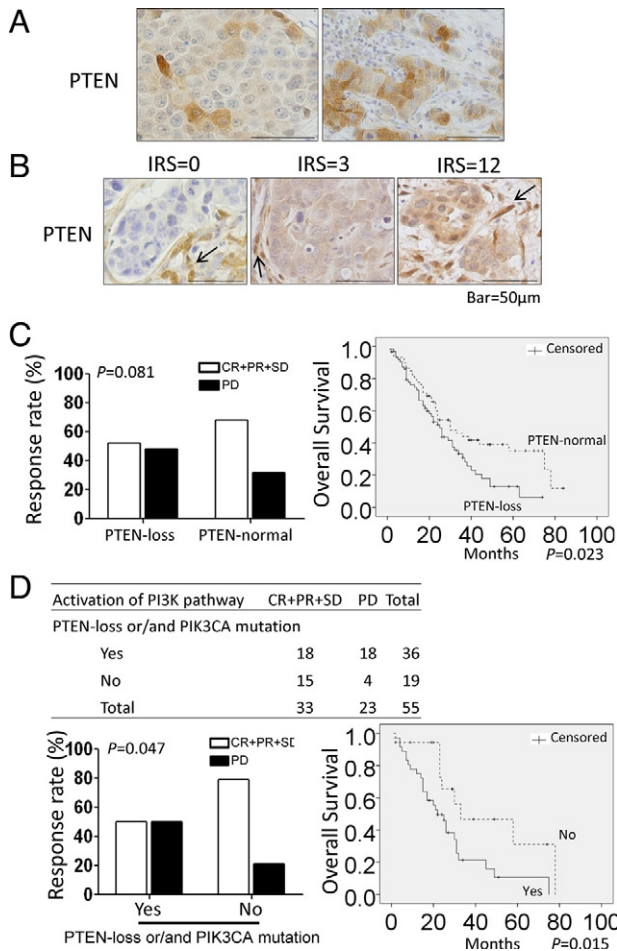 A
PTEN
B
IRS=0 IRS=3 IRS=12
PTEN
Bar=50µm
C
Response rate (%)
100
80
60
40
20
0
P=0.081
CR+PR+SD
PD
PTEN-loss PTEN-normal
Overall Survival
1.0
0.8
0.6
0.4
0.2
0.0
Censored
PTEN-normal
PTEN-loss
0 20 40 60 80 100
Months
P=0.023
D
Activation of PI3K pathway CR+PR+SD PD Total
PTEN-loss or/and PIK3CA mutation
Yes 18 18 36
No 15 4 19
Total 33 23 55
Response rate (%)
100
80
60
40
20
0
P=0.047
CR+PR+SD
PD
Yes No
PTEN-loss or/and PIK3CA mutation
Overall Survival
1.0
0.8
0.6
0.4
0.2
0.0
Censored
No
Yes
0 20 40 60 80 100
Months
P=0.015